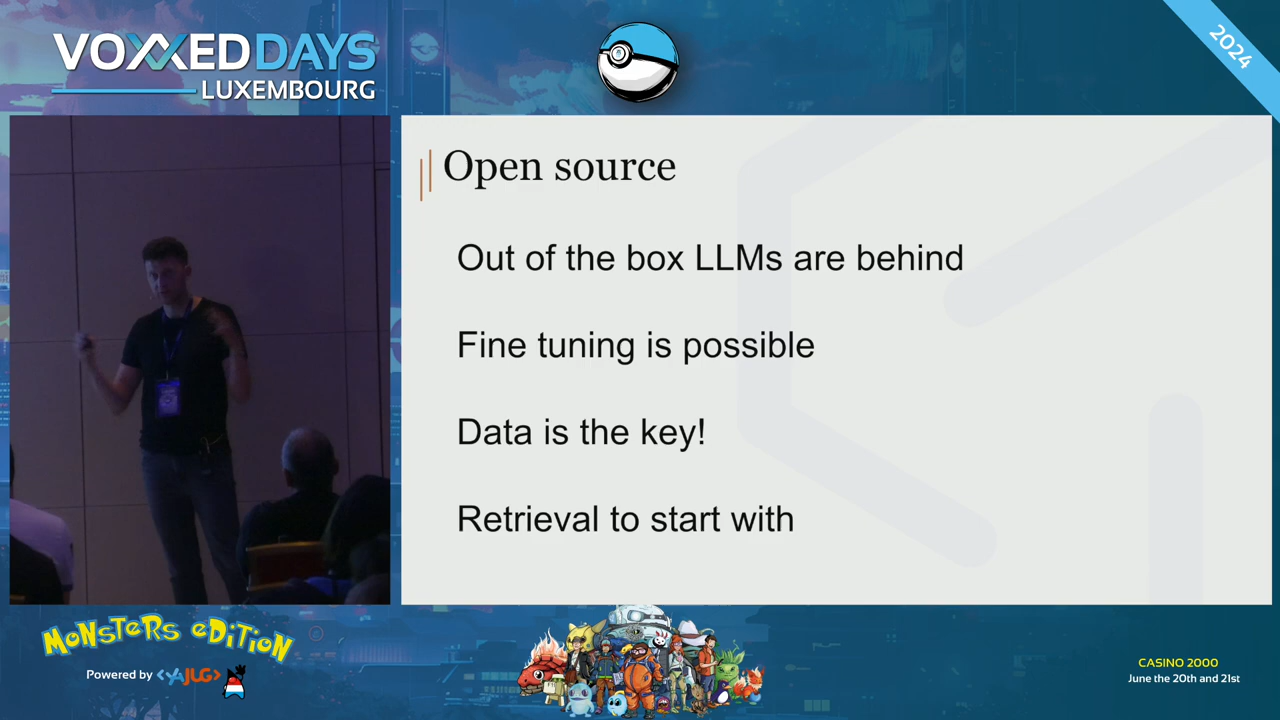 VOXXEDDAYS
LUXEMBOURG
2024
Open source
Out of the box LLMs are behind
Fine tuning is possible
Data is the key!
Retrieval to start with
MONSTERS EDITION
Powered by <YAJUG>
CASINO 2000
June the 20th and 21st